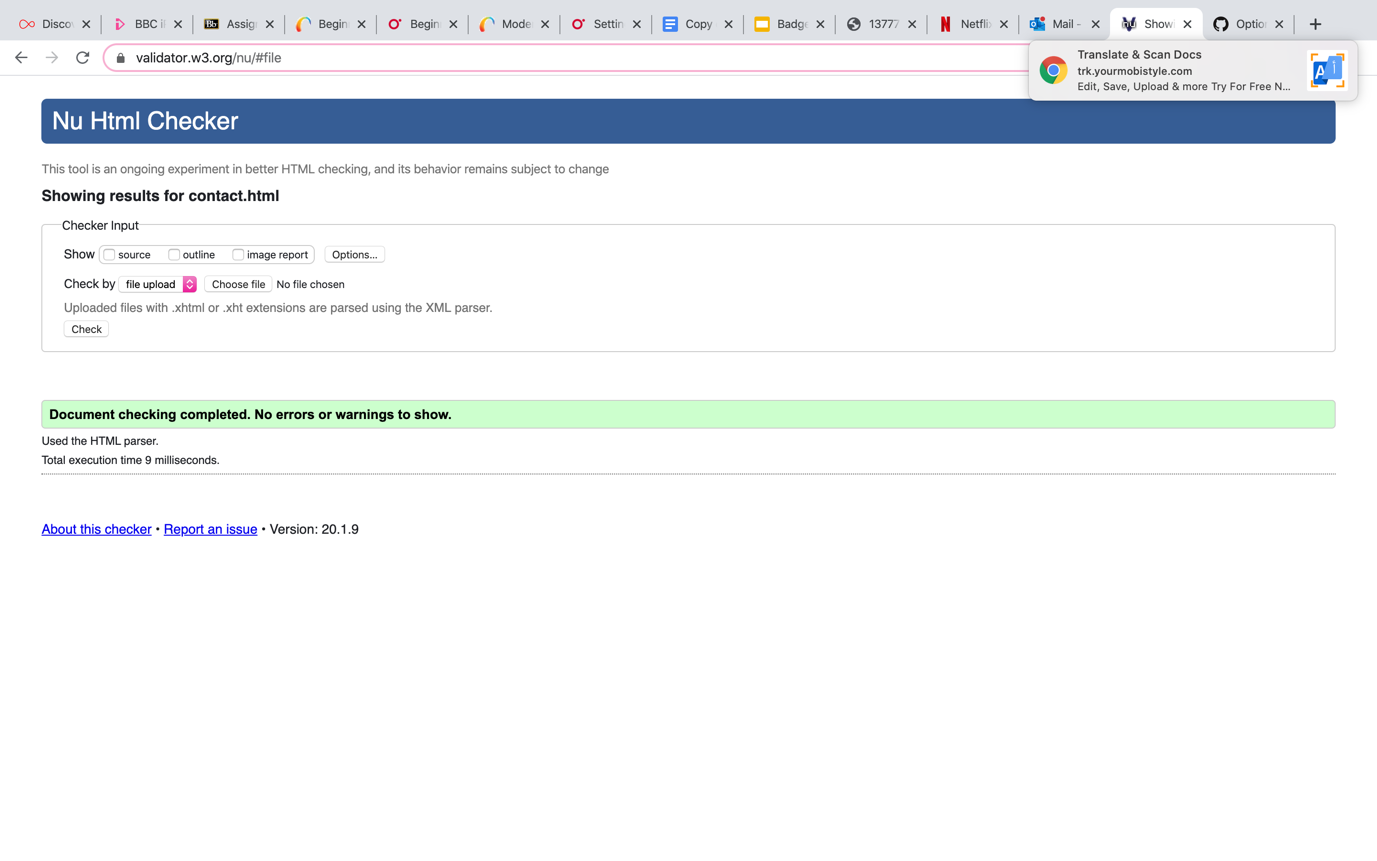 Disco
BBC i
Bb Assig
Begin
Begin
Mode
Settin
Copy
Badge
13777
N Netfli
Mail -
Show
Optio
validator.w3.org/nu/#file
Translate & Scan Docs
trk.yourmobistyle.com
Edit, Save, Upload & more Try For Free N...
Nu Html Checker
This tool is an ongoing experiment in better HTML checking, and its behavior remains subject to change
Showing results for contact.html
Checker Input
Show source outline image report Options...
Check by file upload Choose file No file chosen
Uploaded files with .xhtml or .xht extensions are parsed using the XML parser.
Check
Document checking completed. No errors or warnings to show.
Used the HTML parser.
Total execution time 9 milliseconds.
About this checker • Report an issue • Version: 20.1.9